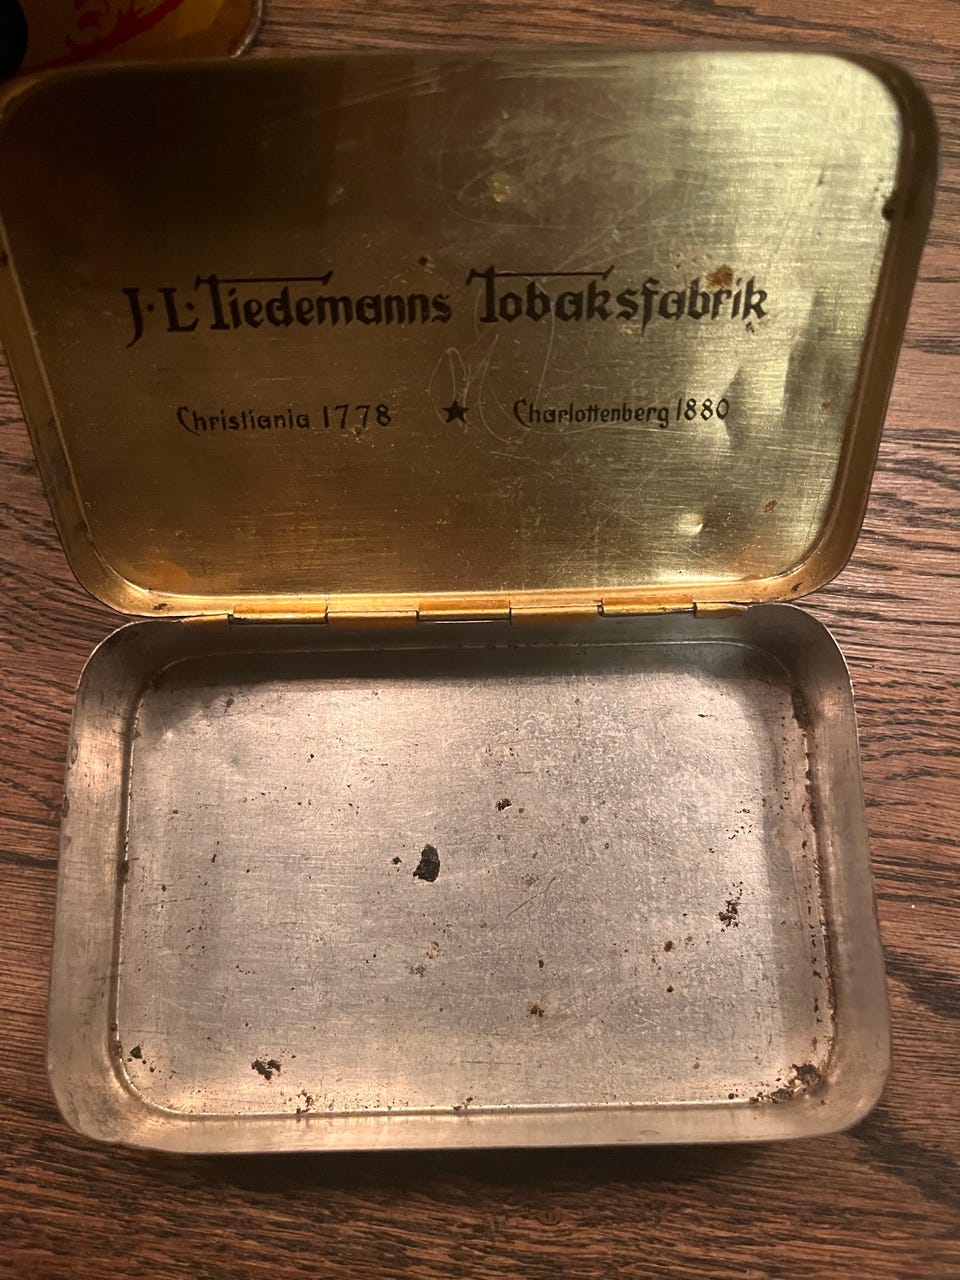 J·L·Tiedemanns Tobaksfabrik
Christiania 1778 ★ Charlottenberg 1880